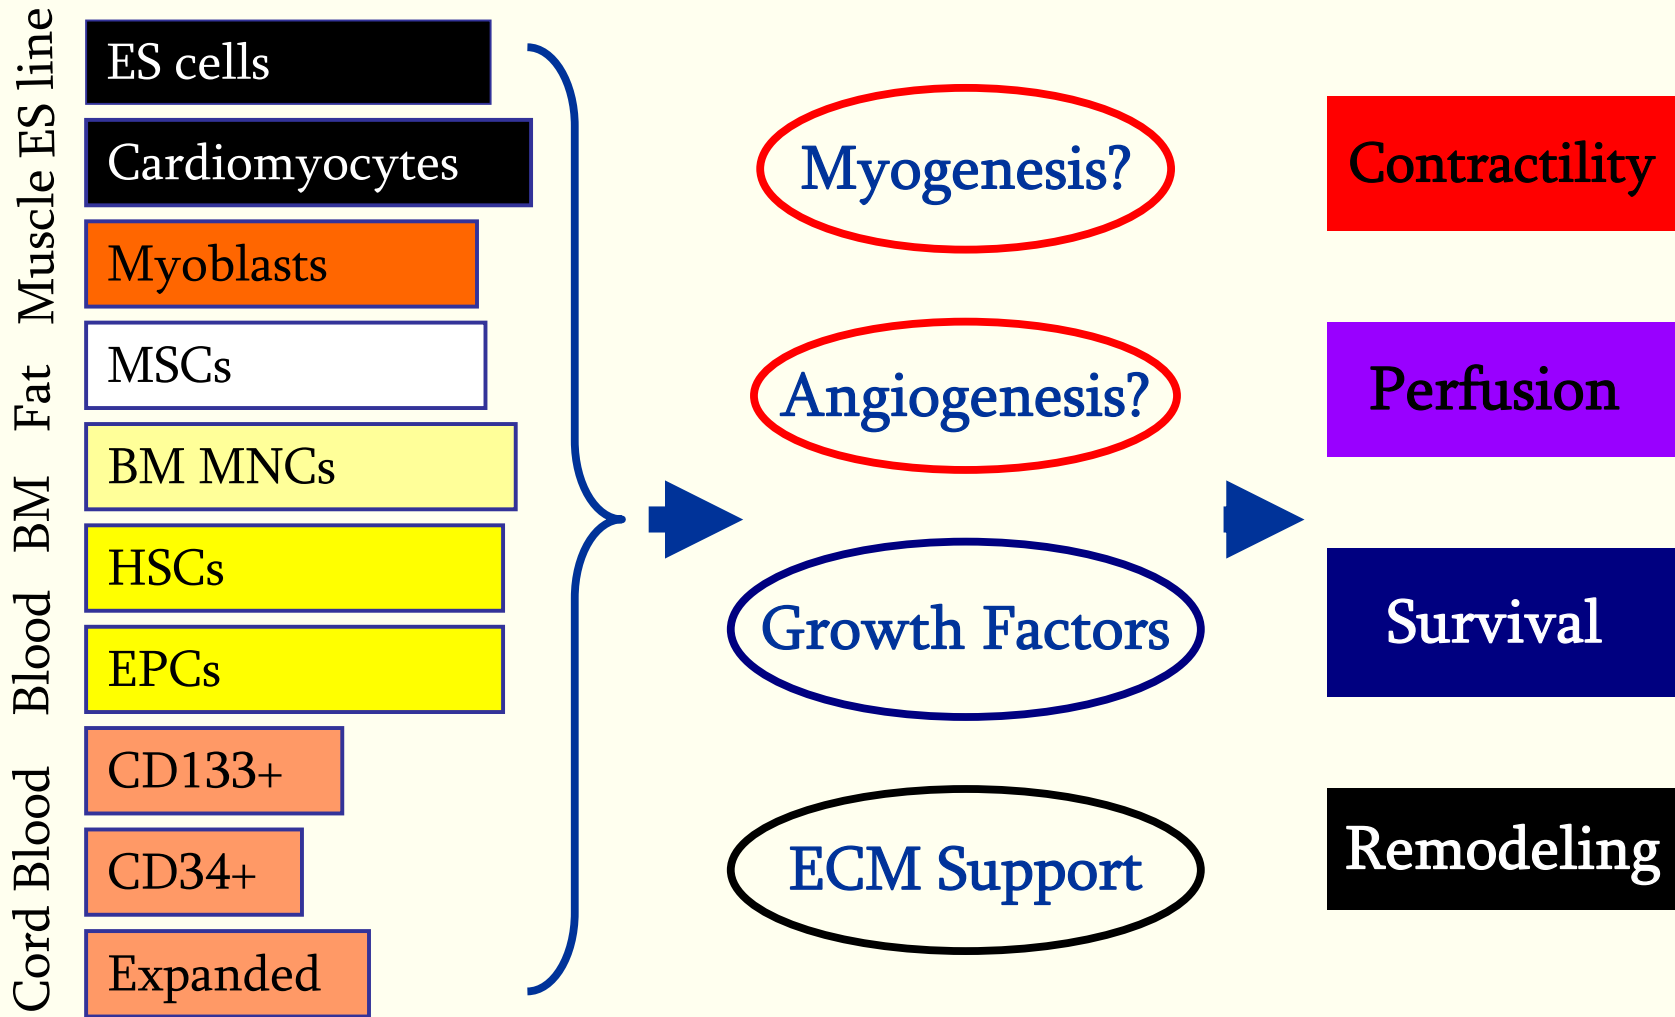 ES line
Muscle
Fat
BM
Blood
Cord Blood
ES cells
Cardiomyocytes
Myoblasts
MSCs
BM MNCs
HSCs
EPCs
CD133+
CD34+
Expanded
Myogenesis?
Angiogenesis?
Growth Factors
ECM Support
Contractility
Perfusion
Survival
Remodeling